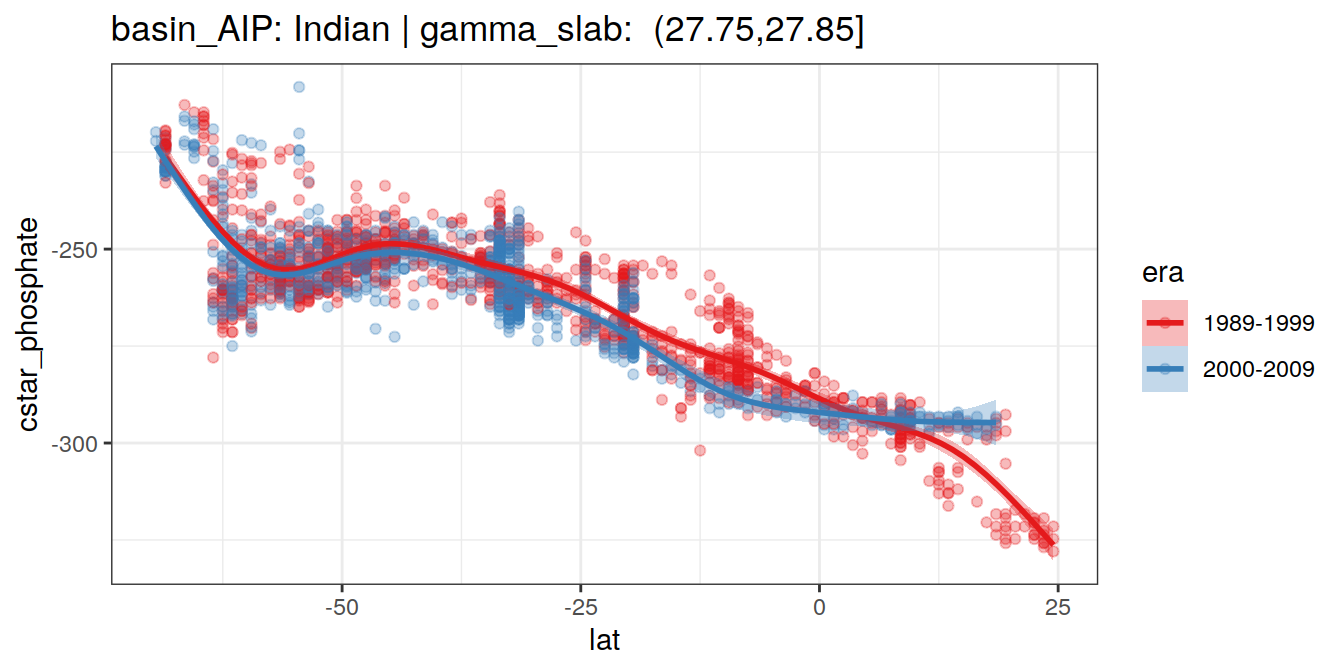 basin_AIP: Indian | gamma_slab:  (27.75,27.85]
cstar_phosphate
-250
-300
-50
-25
0
25
lat
era
1989-1999
2000-2009